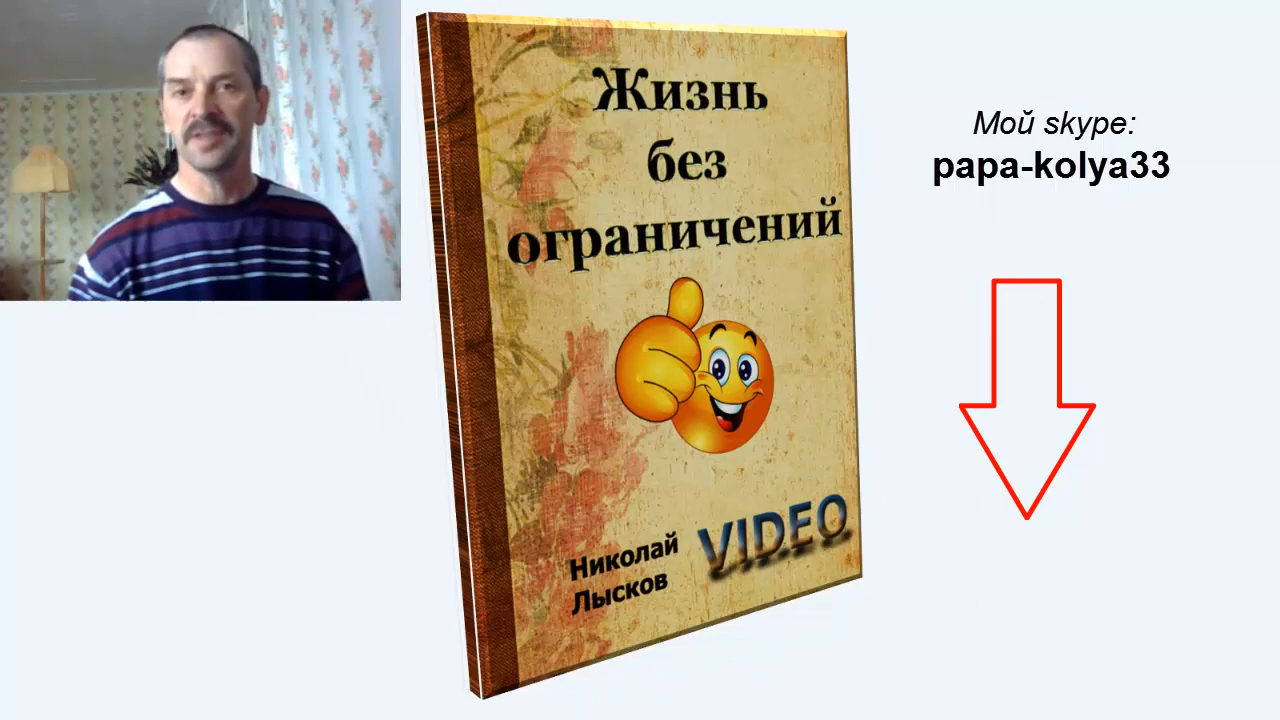 Жизнь
без
ограничений
Николай
Лысков
VIDEO
Мой skype:
papa-kolya33